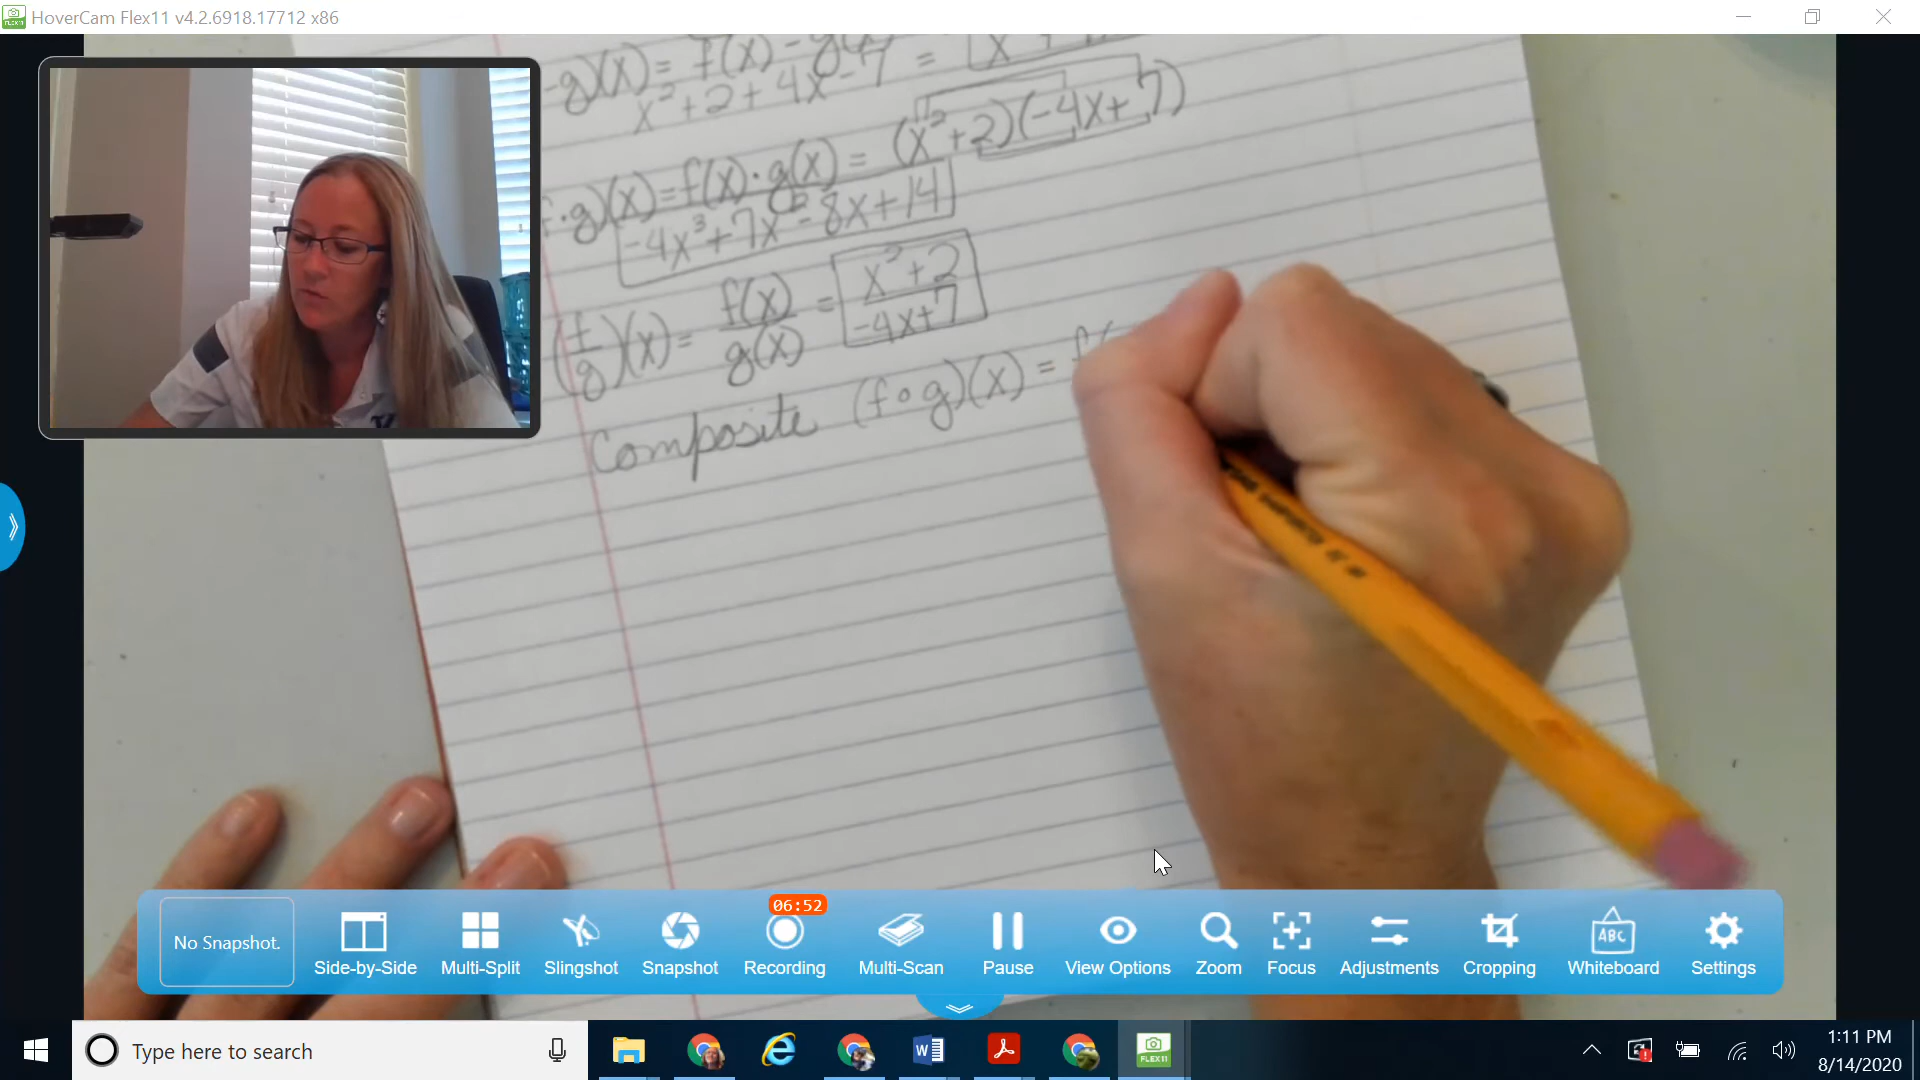 HoverCam Flex11 v4.2.6918.17712 x86
-g)(x) = f(x) - g(x)
x² + 2 + 4x - 7 =
·g)(x) = f(x)·g(x) = (x²+2)(-4x+7)
-4x³+7x²-8x+14
(f/g)(x) = f(x)/g(x) = x²+2/-4x+7
Composite (f∘g)(x) = f(
06:52
No Snapshot.
Side-by-Side Multi-Split Slingshot Snapshot Recording Multi-Scan Pause View Options Zoom Focus Adjustments Cropping Whiteboard Settings
ABC
Type here to search
FLEX11
1:11 PM
8/14/2020